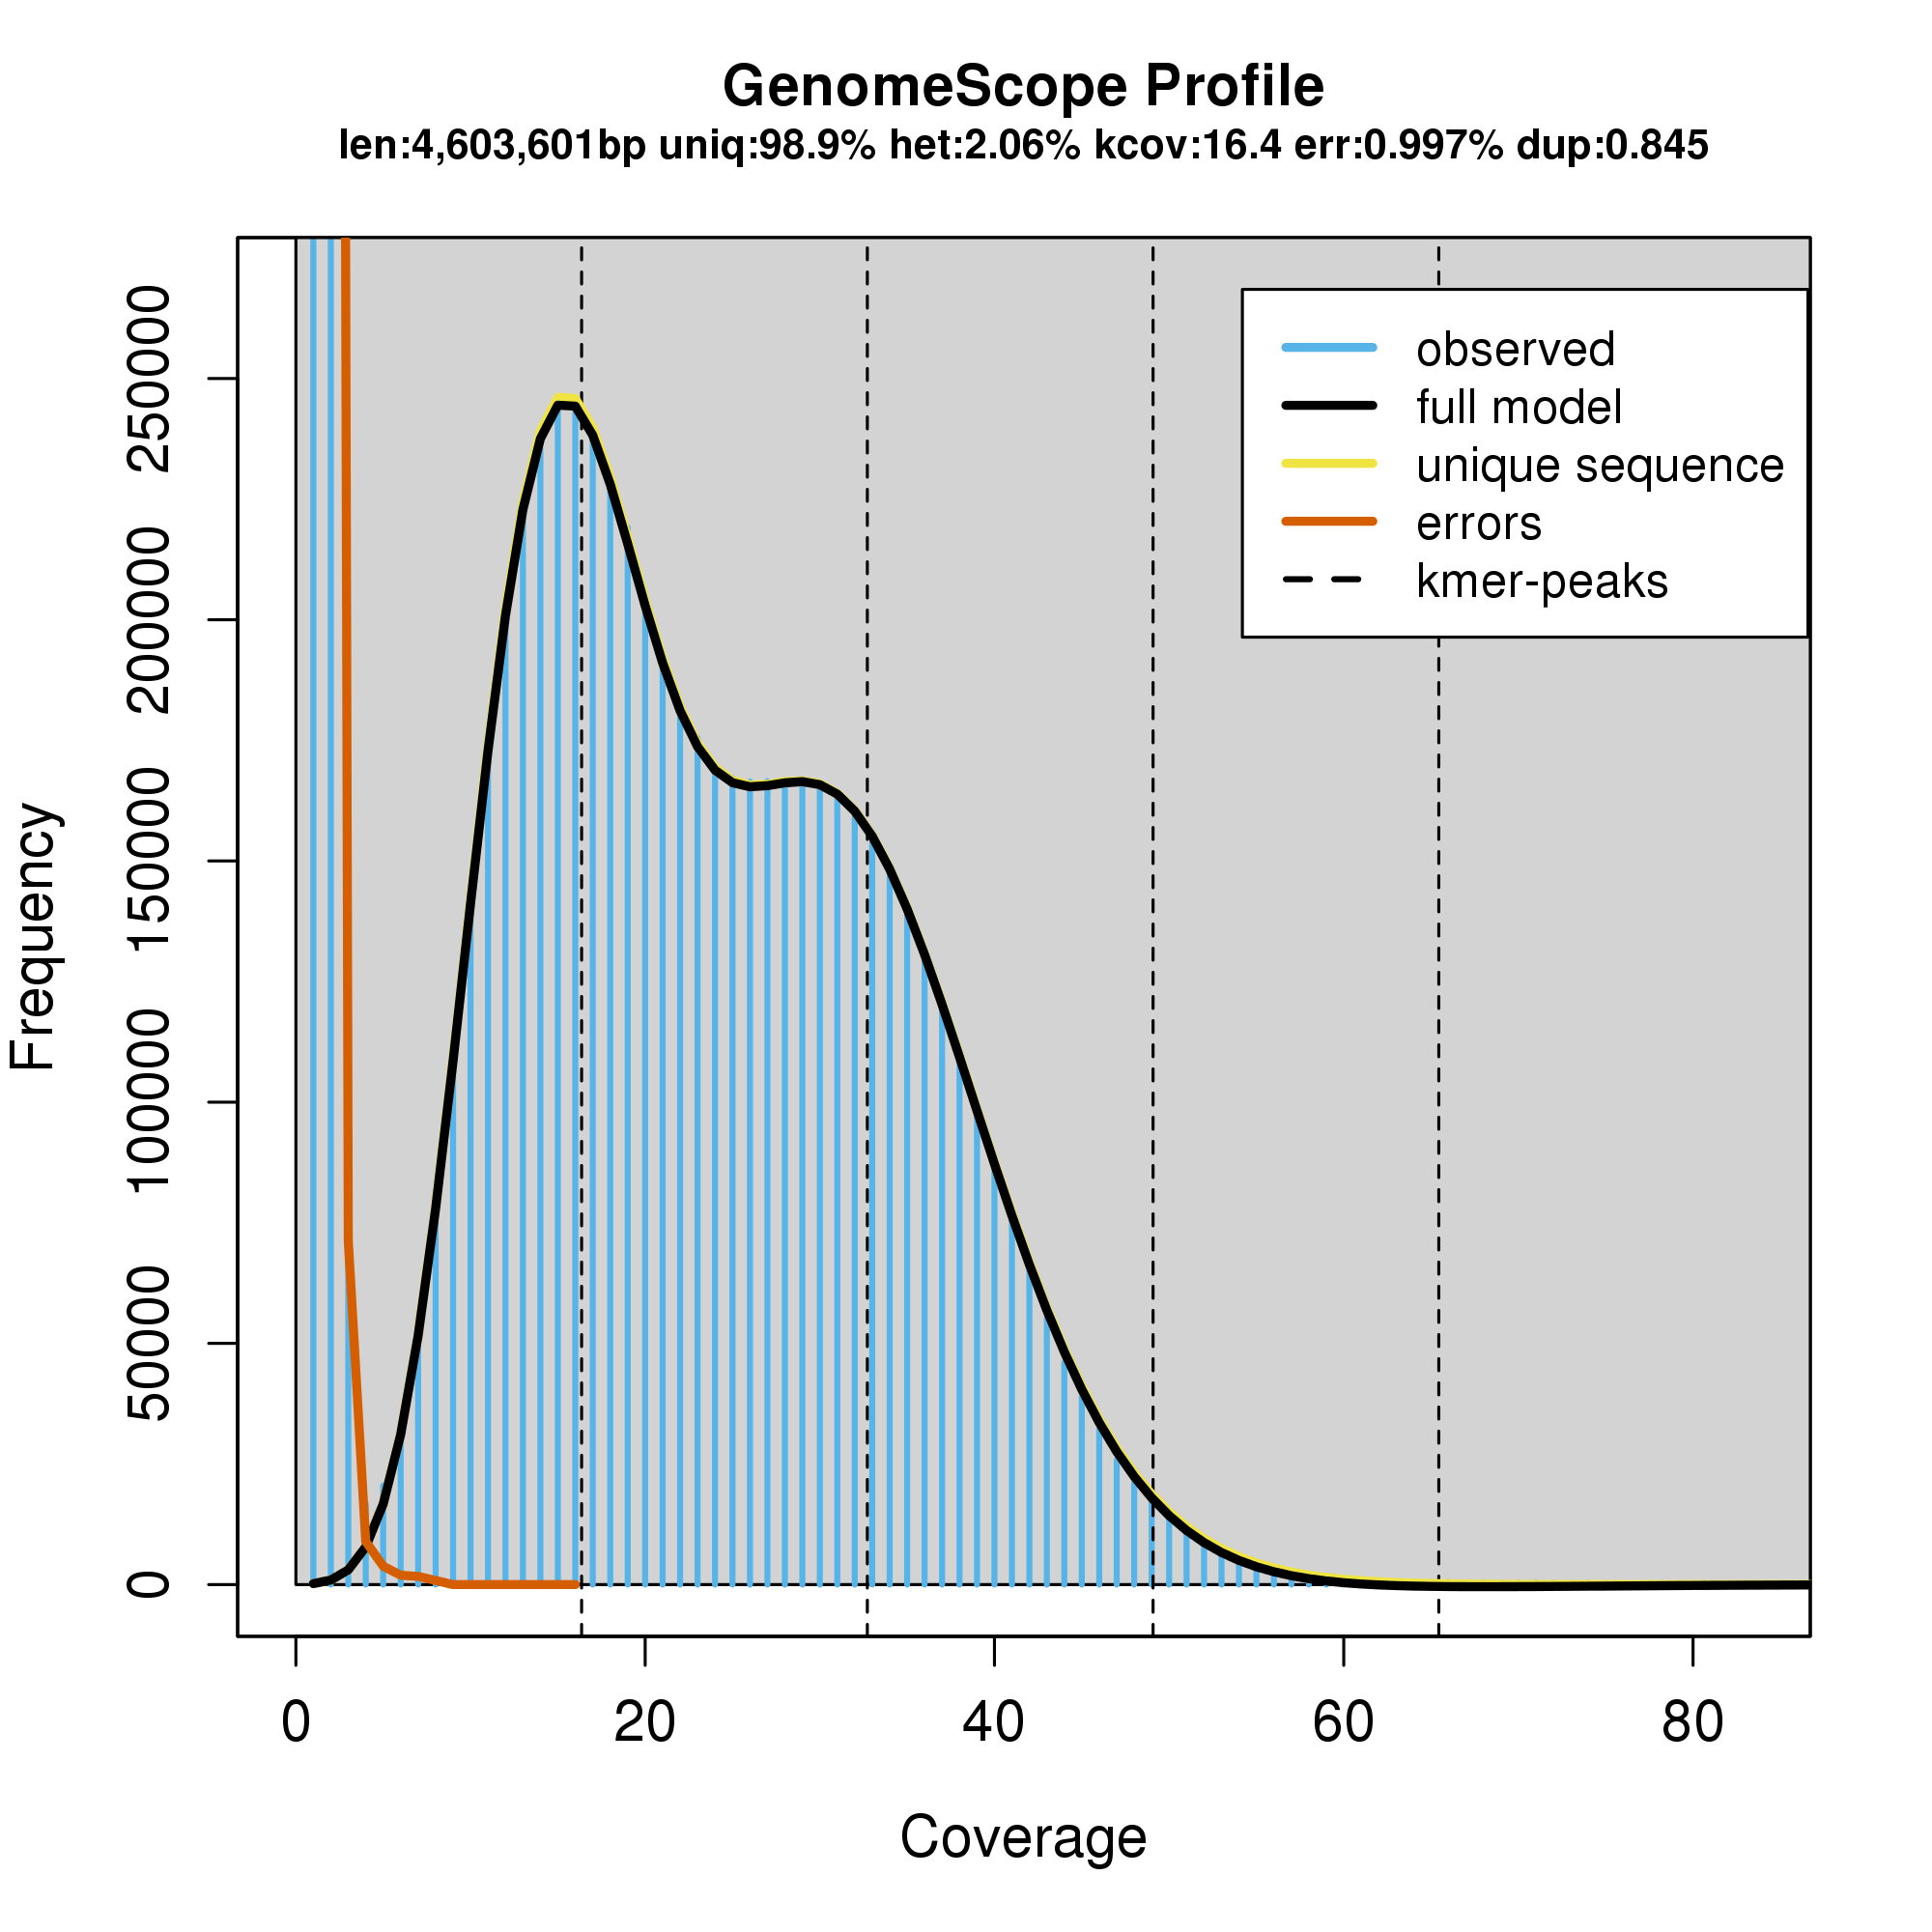 GenomeScope Profile
len:4,603,601bp uniq:98.9% het:2.06% kcov:16.4 err:0.997% dup:0.845
observed
full model
unique sequence
errors
kmer-peaks
Frequency
250000
200000
150000
100000
50000
0
0 20 40 60 80
Coverage